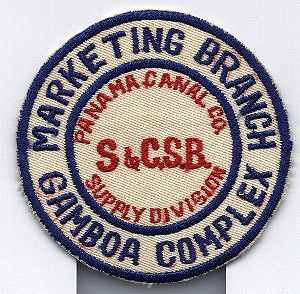 MARKETING BRANCH
PANAMA CANAL CO.
S & C.S.B.
SUPPLY DIVISION
GAMBOA COMPLEX